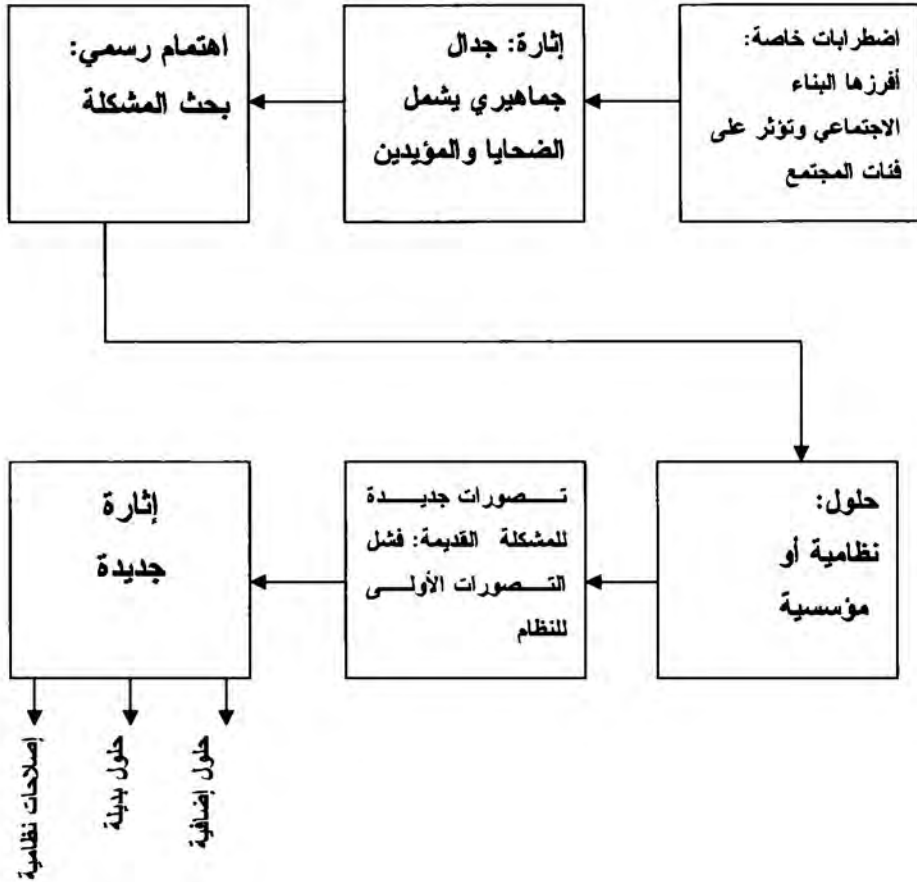 اضطرابات خاصة:
أفرزها البناء
الاجتماعي وتؤثر على
فئات المجتمع
إثارة: جدال
جماهيري يشمل
الضحايا والمؤيدين
اهتمام رسمي:
بحث المشكلة
حلول:
نظامية أو
مؤسسية
تصورات جديدة
للمشكلة القديمة: فشل
التصورات الأولى
للنظام
إثارة
جديدة
حلول إضافية
حلول بديلة
إصلاحات نظامية